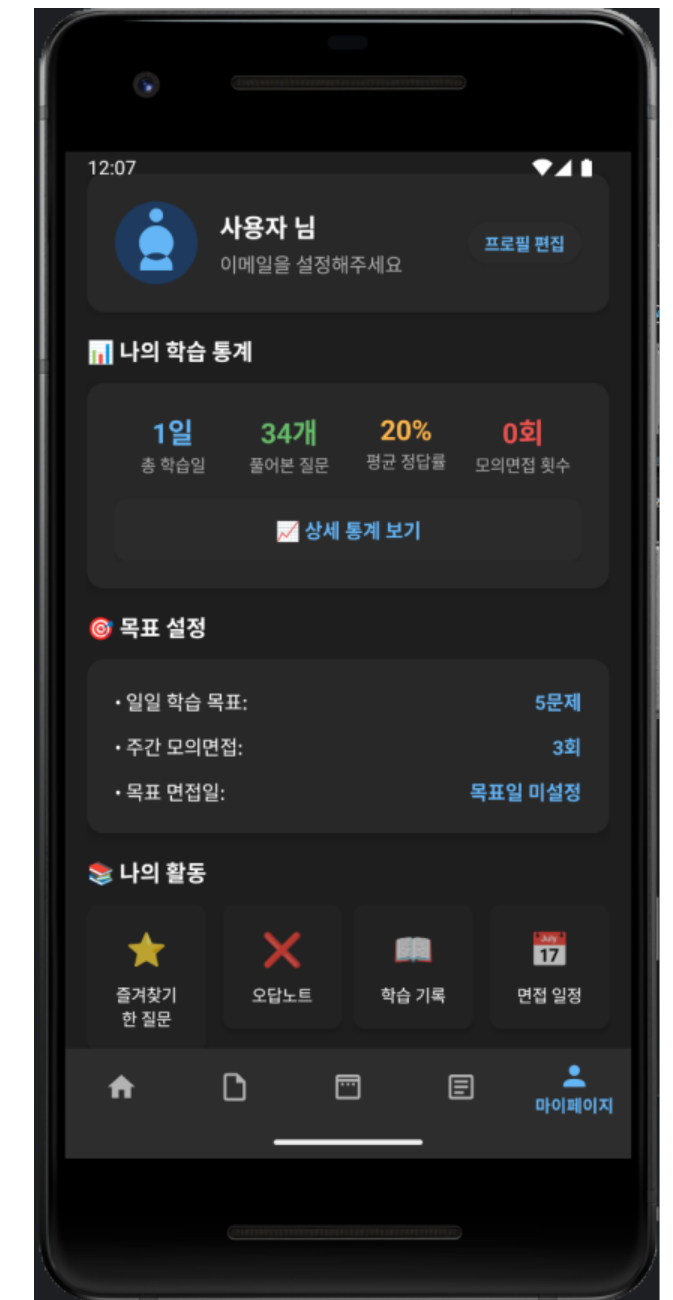 12:07
사용자 님
이메일을 설정해주세요
프로필 편집
📊 나의 학습 통계
1일
총 학습일
34개
풀어본 질문
20%
평균 정답률
0회
모의면접 횟수
📈 상세 통계 보기
🎯 목표 설정
• 일일 학습 목표:
5문제
• 주간 모의면접:
3회
• 목표 면접일:
목표일 미설정
📚 나의 활동
즐겨찾기
한 질문
오답노트
학습 기록
July
17
면접 일정
마이페이지